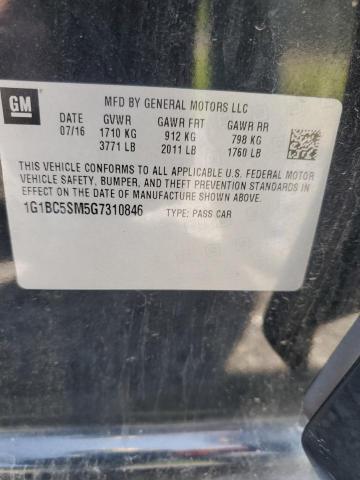 GM
MFD BY GENERAL MOTORS LLC
DATE GVWR GAWR FRT GAWR RR
07/16 1710 KG 912 KG 798 KG
3771 LB 2011 LB 1760 LB
THIS VEHICLE CONFORMS TO ALL APPLICABLE U.S. FEDERAL MOTOR
VEHICLE SAFETY, BUMPER, AND THEFT PREVENTION STANDARDS IN
EFFECT ON THE DATE OF MANUFACTURE SHOWN ABOVE.
1G1BC5SM5G7310846 TYPE: PASS CAR